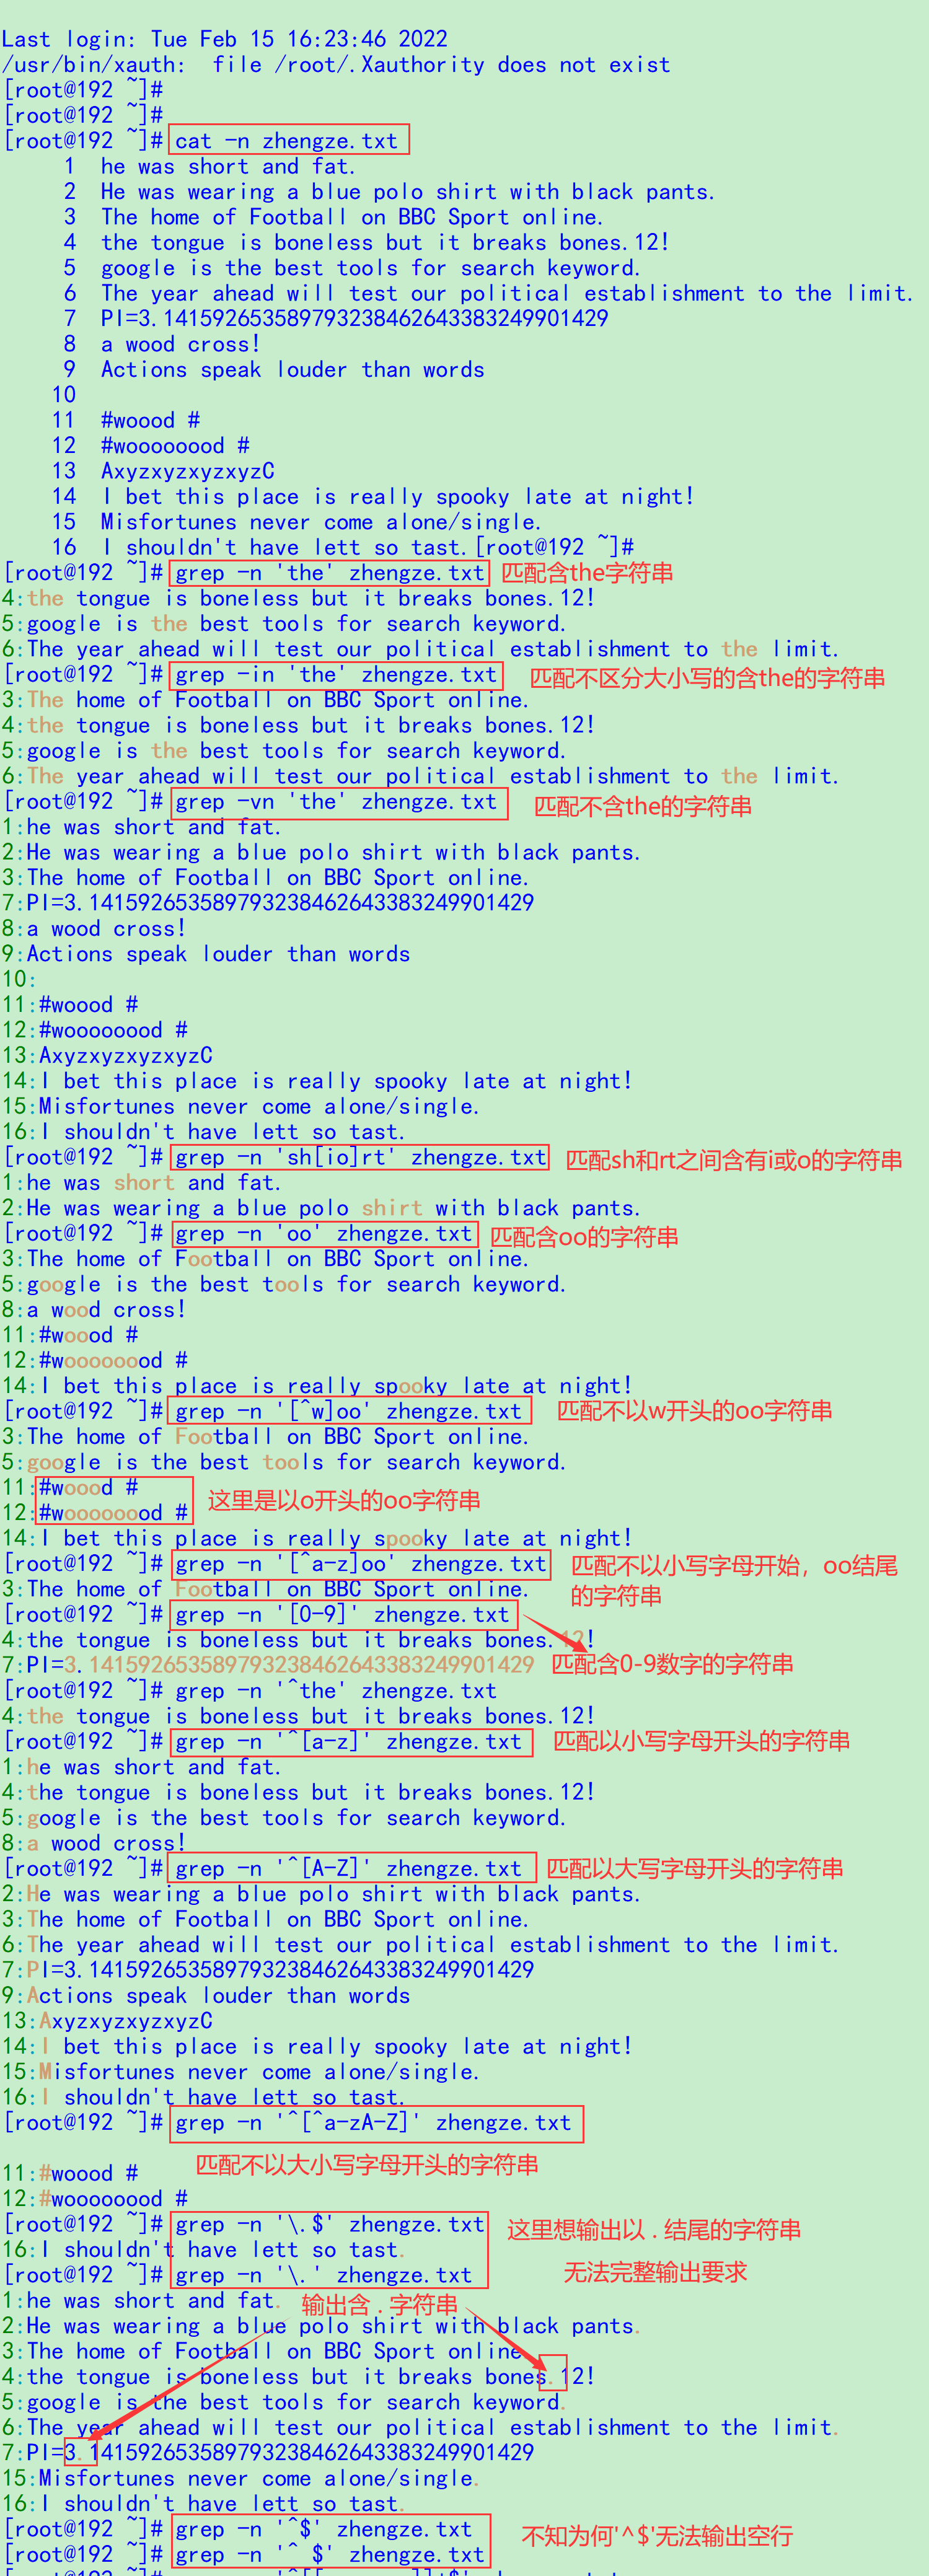 Last login: Tue Feb 15 16:23:46 2022
/usr/bin/xauth:  file /root/.Xauthority does not exist
[root@192 ~]#
[root@192 ~]#
[root@192 ~]# cat -n zhengze.txt
1  he was short and fat.
2  He was wearing a blue polo shirt with black pants.
3  The home of Football on BBC Sport online.
4  the tongue is boneless but it breaks bones.12!
5  google is the best tools for search keyword.
6  The year ahead will test our political establishment to the limit.
7  PI=3.141592653589793238462643383249901429
8  a wood cross!
9  Actions speak louder than words
10
11  #woood #
12  #woooooood #
13  AxyzxyzxyzxyzC
14  I bet this place is really spooky late at night!
15  Misfortunes never come alone/single.
16  I shouldn't have lett so tast.[root@192 ~]#
[root@192 ~]# grep -n 'the' zhengze.txt 匹配含the字符串
4:the tongue is boneless but it breaks bones.12!
5:google is the best tools for search keyword.
6:The year ahead will test our political establishment to the limit.
[root@192 ~]# grep -in 'the' zhengze.txt 匹配不区分大小写的含the的字符串
3:The home of Football on BBC Sport online.
4:the tongue is boneless but it breaks bones.12!
5:google is the best tools for search keyword.
6:The year ahead will test our political establishment to the limit.
[root@192 ~]# grep -vn 'the' zhengze.txt 匹配不含the的字符串
1:he was short and fat.
2:He was wearing a blue polo shirt with black pants.
3:The home of Football on BBC Sport online.
7:PI=3.141592653589793238462643383249901429
8:a wood cross!
9:Actions speak louder than words
10:
11:#woood #
12:#woooooood #
13:AxyzxyzxyzxyzC
14:I bet this place is really spooky late at night!
15:Misfortunes never come alone/single.
16:I shouldn't have lett so tast.
[root@192 ~]# grep -n 'sh[io]rt' zhengze.txt 匹配sh和rt之间含有i或o的字符串
1:he was short and fat.
2:He was wearing a blue polo shirt with black pants.
[root@192 ~]# grep -n 'oo' zhengze.txt 匹配含oo的字符串
3:The home of Football on BBC Sport online.
5:google is the best tools for search keyword.
8:a wood cross!
11:#woood #
12:#woooooood #
14:I bet this place is really spooky late at night!
[root@192 ~]# grep -n '[^w]oo' zhengze.txt 匹配不以w开头的oo字符串
3:The home of Football on BBC Sport online.
5:google is the best tools for search keyword.
11:#woood # 这里是以o开头的oo字符串
12:#woooooood #
14:I bet this place is really spooky late at night!
[root@192 ~]# grep -n '[^a-z]oo' zhengze.txt 匹配不以小写字母开始，oo结尾
3:The home of Football on BBC Sport online. 的字符串
[root@192 ~]# grep -n '[0-9]' zhengze.txt
4:the tongue is boneless but it breaks bones.12!
7:PI=3.141592653589793238462643383249901429 匹配含0-9数字的字符串
[root@192 ~]# grep -n '^the' zhengze.txt
4:the tongue is boneless but it breaks bones.12!
[root@192 ~]# grep -n '^[a-z]' zhengze.txt 匹配以小写字母开头的字符串
1:he was short and fat.
4:the tongue is boneless but it breaks bones.12!
5:google is the best tools for search keyword.
8:a wood cross!
[root@192 ~]# grep -n '^[A-Z]' zhengze.txt 匹配以大写字母开头的字符串
2:He was wearing a blue polo shirt with black pants.
3:The home of Football on BBC Sport online.
6:The year ahead will test our political establishment to the limit.
7:PI=3.141592653589793238462643383249901429
9:Actions speak louder than words
13:AxyzxyzxyzxyzC
14:I bet this place is really spooky late at night!
15:Misfortunes never come alone/single.
16:I shouldn't have lett so tast.
[root@192 ~]# grep -n '^[^a-zA-Z]' zhengze.txt
匹配不以大小写字母开头的字符串
11:#woood #
12:#woooooood #
[root@192 ~]# grep -n '\.$' zhengze.txt 这里想输出以 . 结尾的字符串
16:I shouldn't have lett so tast.
[root@192 ~]# grep -n '\.' zhengze.txt 无法完整输出要求
1:he was short and fat. 输出含 . 字符串
2:He was wearing a blue polo shirt with black pants.
3:The home of Football on BBC Sport online
4:the tongue is boneless but it breaks bones.12!
5:google is the best tools for search keyword.
6:The year ahead will test our political establishment to the limit.
7:PI=3.141592653589793238462643383249901429
15:Misfortunes never come alone/single.
16:I shouldn't have lett so tast.
[root@192 ~]# grep -n '^$' zhengze.txt 不知为何'^$'无法输出空行
[root@192 ~]# grep -n '^ $' zhengze.txt